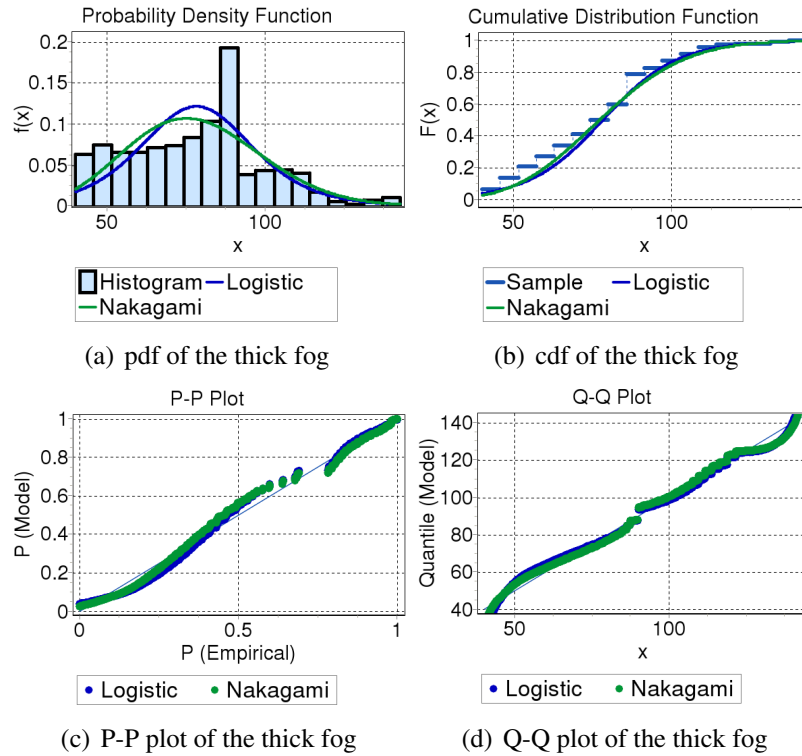 Probability Density Function
0.2
0.15
0.1
0.05
0
f(x)
50
100
x
Histogram
Logistic
Nakagami
(a) pdf of the thick fog
Cumulative Distribution Function
1
0.8
0.6
0.4
0.2
0
F(x)
50
100
x
Sample
Logistic
Nakagami
(b) cdf of the thick fog
P-P Plot
1
0.8
0.6
0.4
0.2
0
P (Model)
0
0.5
1
P (Empirical)
Logistic
Nakagami
(c) P-P plot of the thick fog
Q-Q Plot
140
120
100
80
60
40
Quantile (Model)
50
100
x
Logistic
Nakagami
(d) Q-Q plot of the thick fog